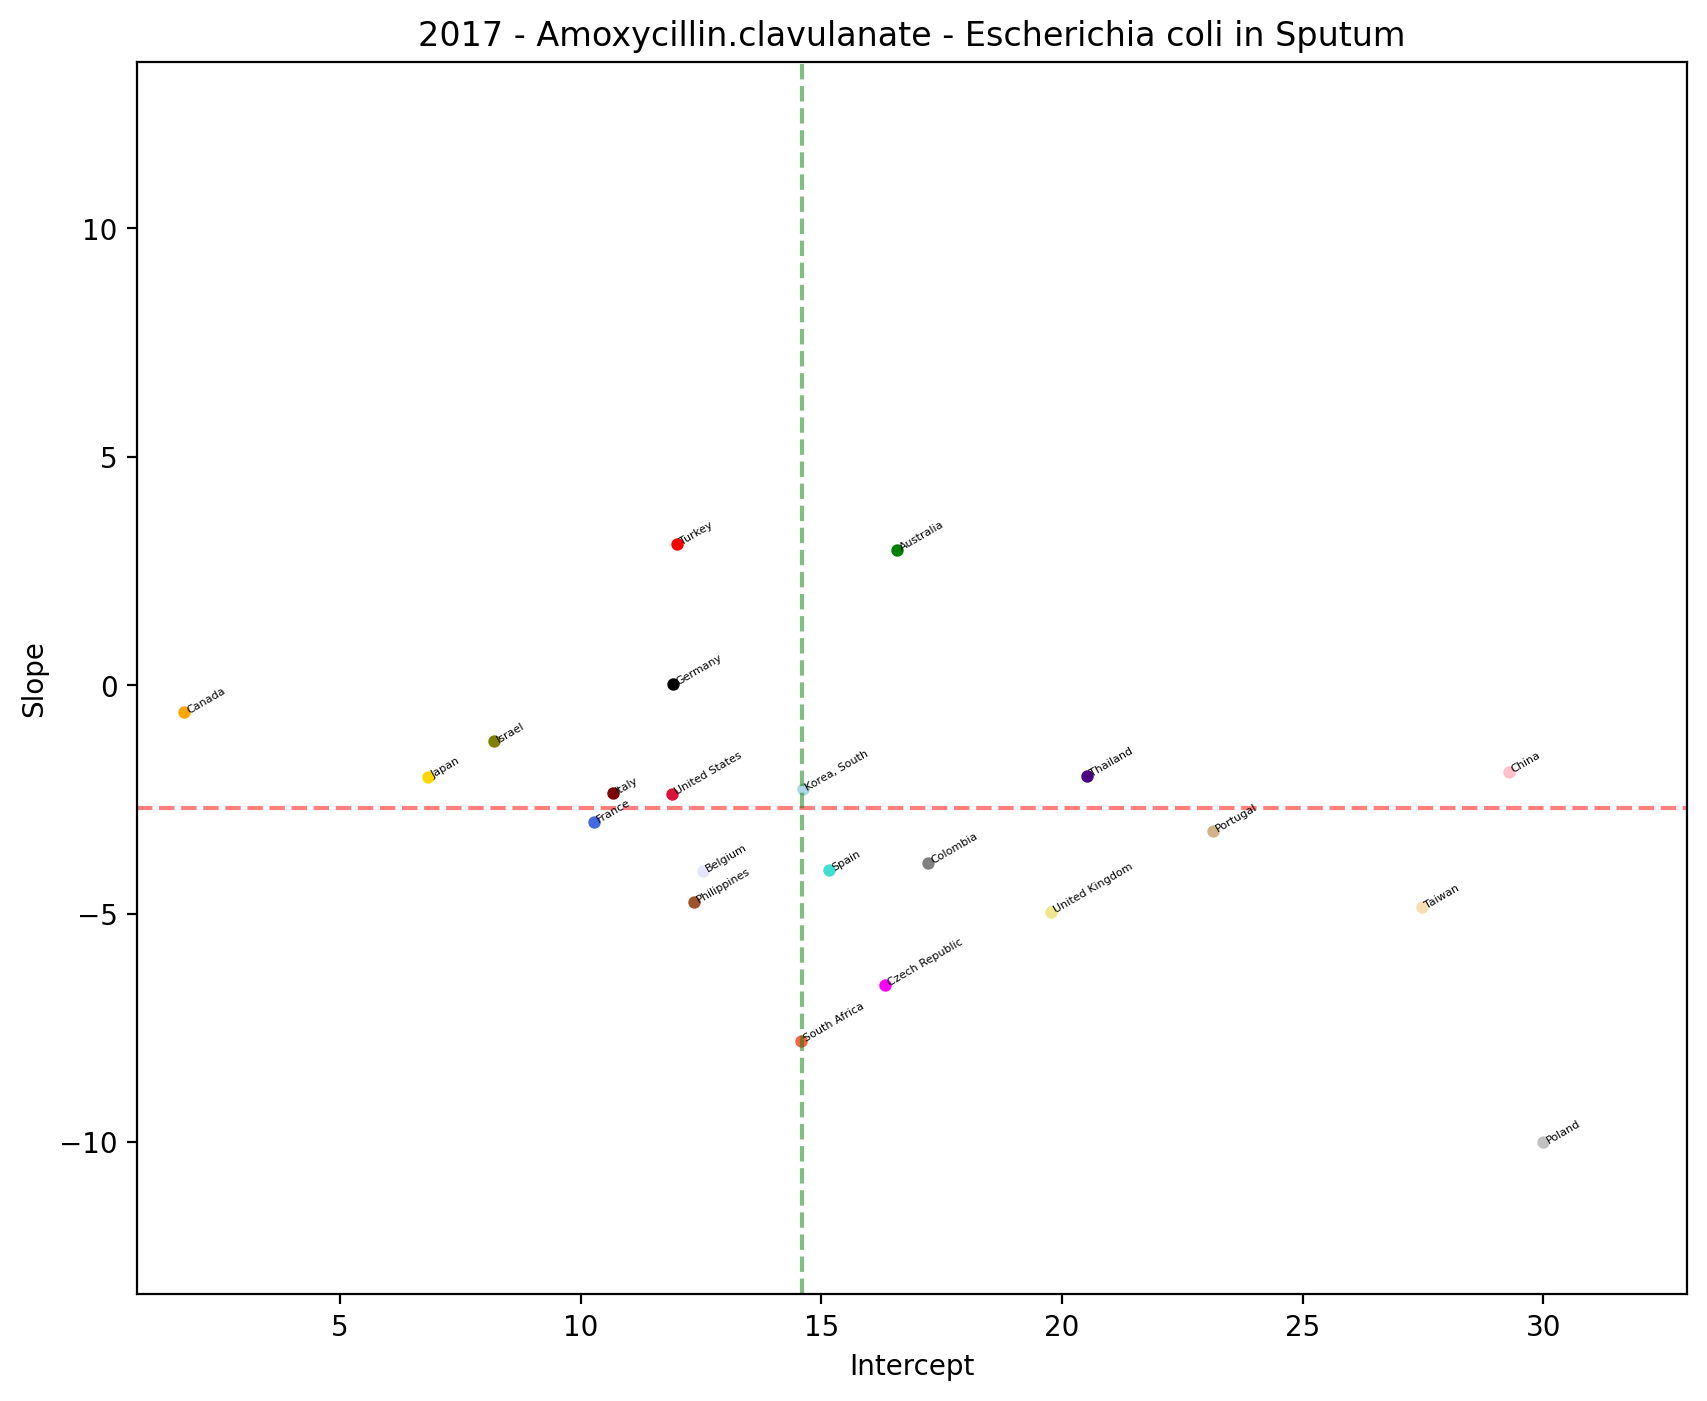 2017 - Amoxycillin.clavulanate - Escherichia coli in Sputum
10
5
0
−5
−10
Slope
Turkey
Australia
Germany
Canada
Israel
Japan
Italy
United States
Korea, South
Thailand
China
France
Portugal
Belgium
Spain
Colombia
Philippines
United Kingdom
Taiwan
Czech Republic
South Africa
Poland
5
10
15
20
25
30
Intercept